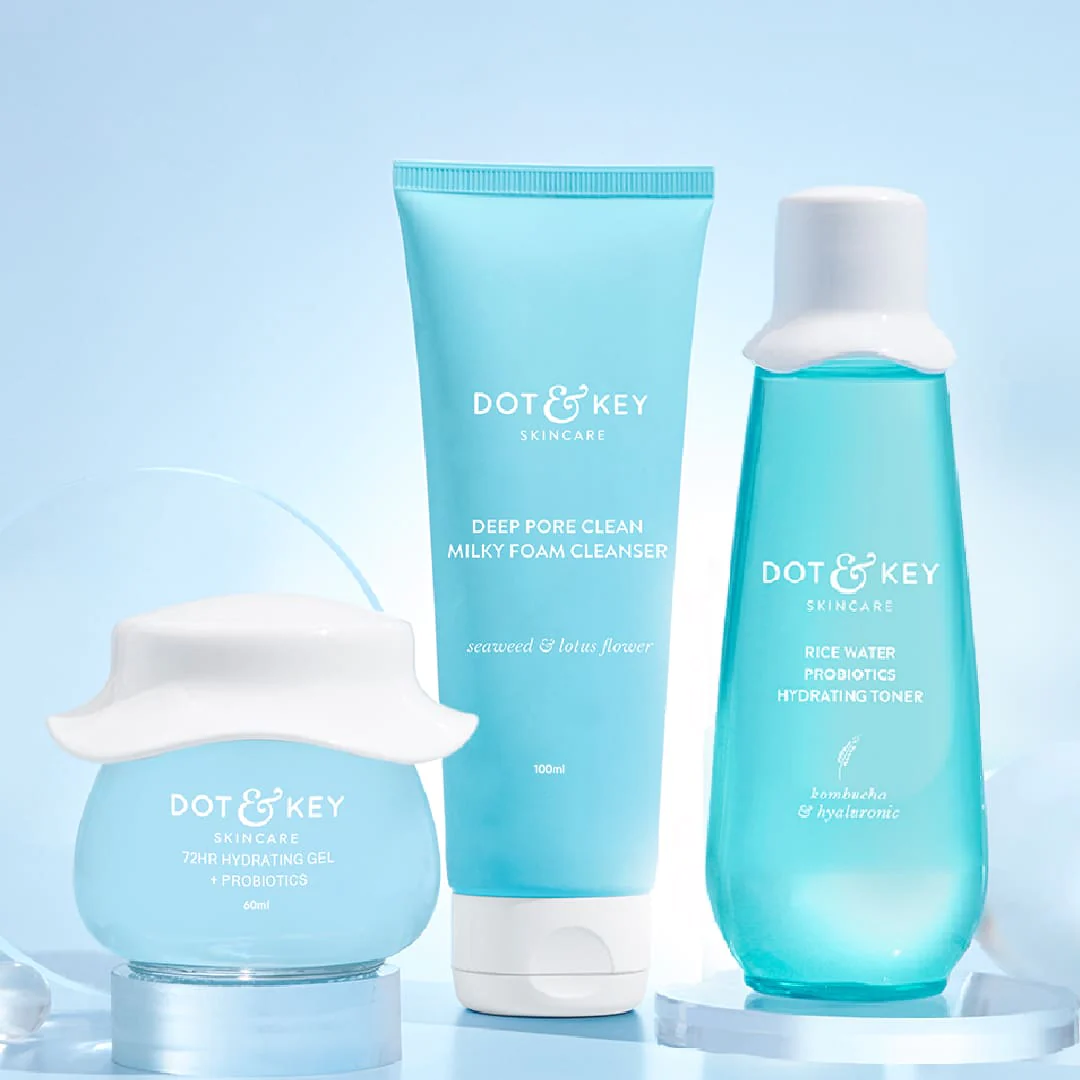 DOT & KEY
SKINCARE
72HR HYDRATING GEL
+ PROBIOTICS
60ml
DOT & KEY
SKINCARE
DEEP PORE CLEAN
MILKY FOAM CLEANSER
seaweed & lotus flower
100ml
DOT & KEY
SKINCARE
RICE WATER
PROBIOTICS
HYDRATING TONER
kombucha
& hyaluronic